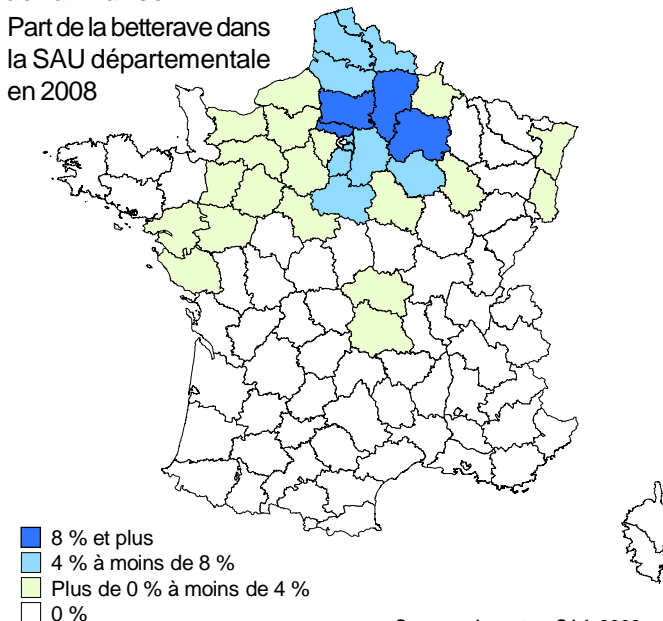 Part de la betterave dans
la SAU départementale
en 2008
8 % et plus
4 % à moins de 8 %
Plus de 0 % à moins de 4 %
0 %